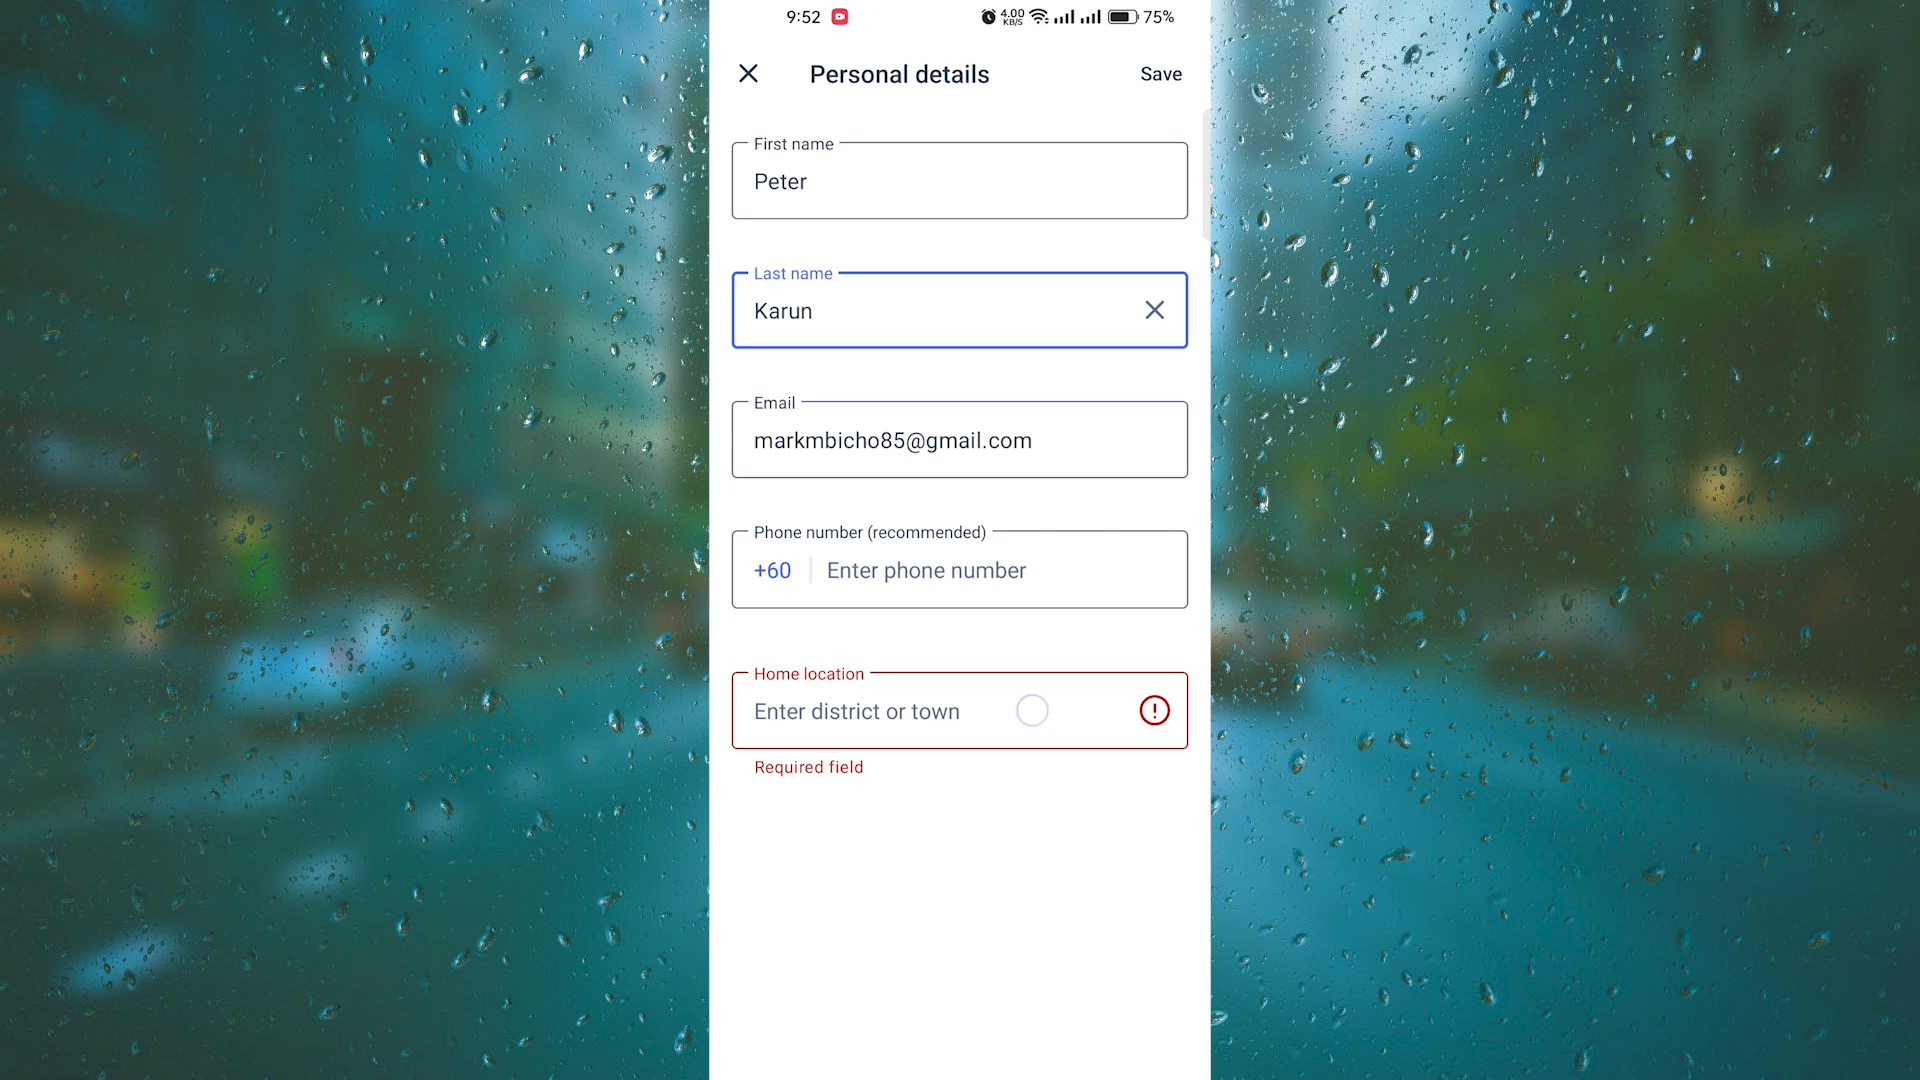 9:52 4.00 KB/S 75%
Personal details Save
First name
Peter
Last name
Karun
Email
markmbicho85@gmail.com
Phone number (recommended)
+60 Enter phone number
Home location
Enter district or town
Required field